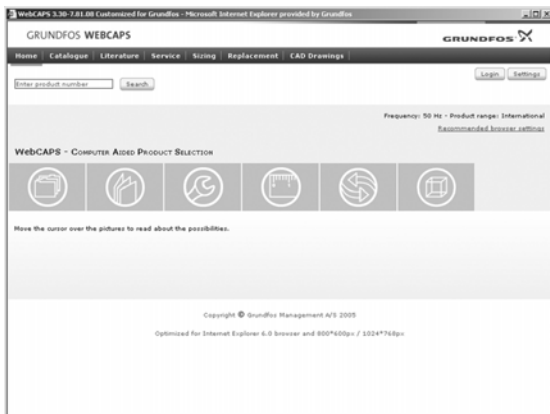 WebCAPS 3.30-7.01.08 Customized for Grundfos - Microsoft Internet Explorer provided by Grundfos
GRUNDFOS WEBCAPS
GRUNDFOS
Home Catalogue Literature Service Sizing Replacement CAD Drawings
Login Settings
Enter product number Search
Frequency: 50 Hz - Product range: International
Recommended browser settings
WebCAPS - Computer Aided Product Selection
Move the cursor over the pictures to read about the possibilities.
Copyright © Grundfos Management A/S 2005
Optimized for Internet Explorer 6.0 browser and 800*600px / 1024*768px